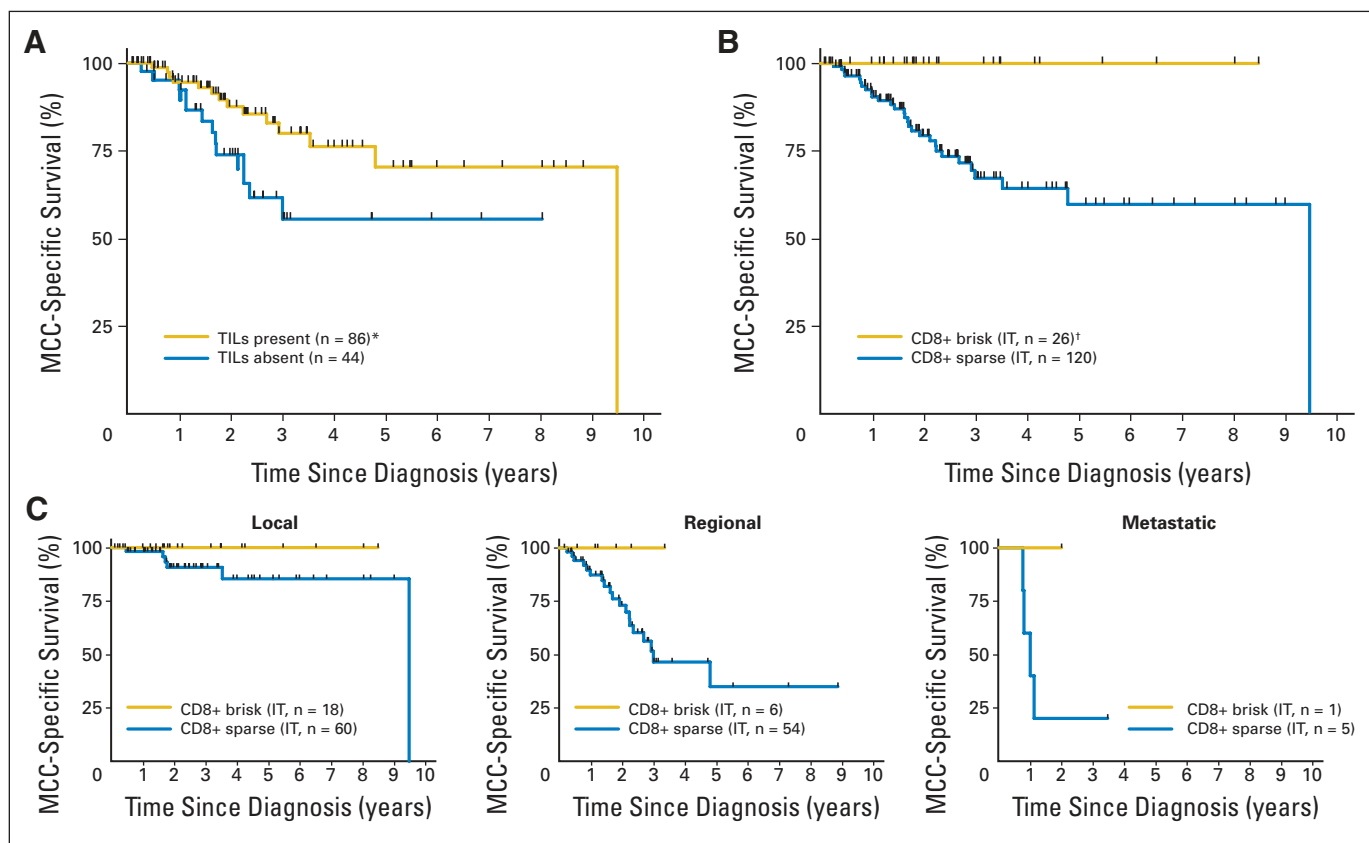 A
MCC-Specific Survival (%)
100
75
50
25
0
TILs present (n = 86)*
TILs absent (n = 44)
1 2 3 4 5 6 7 8 9 10
Time Since Diagnosis (years)
B
MCC-Specific Survival (%)
100
75
50
25
0
CD8+ brisk (IT, n = 26)†
CD8+ sparse (IT, n = 120)
1 2 3 4 5 6 7 8 9 10
Time Since Diagnosis (years)
C
Local
MCC-Specific Survival (%)
100
75
50
25
0
CD8+ brisk (IT, n = 18)
CD8+ sparse (IT, n = 60)
1 2 3 4 5 6 7 8 9 10
Time Since Diagnosis (years)
Regional
MCC-Specific Survival (%)
100
75
50
25
0
CD8+ brisk (IT, n = 6)
CD8+ sparse (IT, n = 54)
1 2 3 4 5 6 7 8 9 10
Time Since Diagnosis (years)
Metastatic
MCC-Specific Survival (%)
100
75
50
25
0
CD8+ brisk (IT, n = 1)
CD8+ sparse (IT, n = 5)
1 2 3 4 5 6 7 8 9 10
Time Since Diagnosis (years)